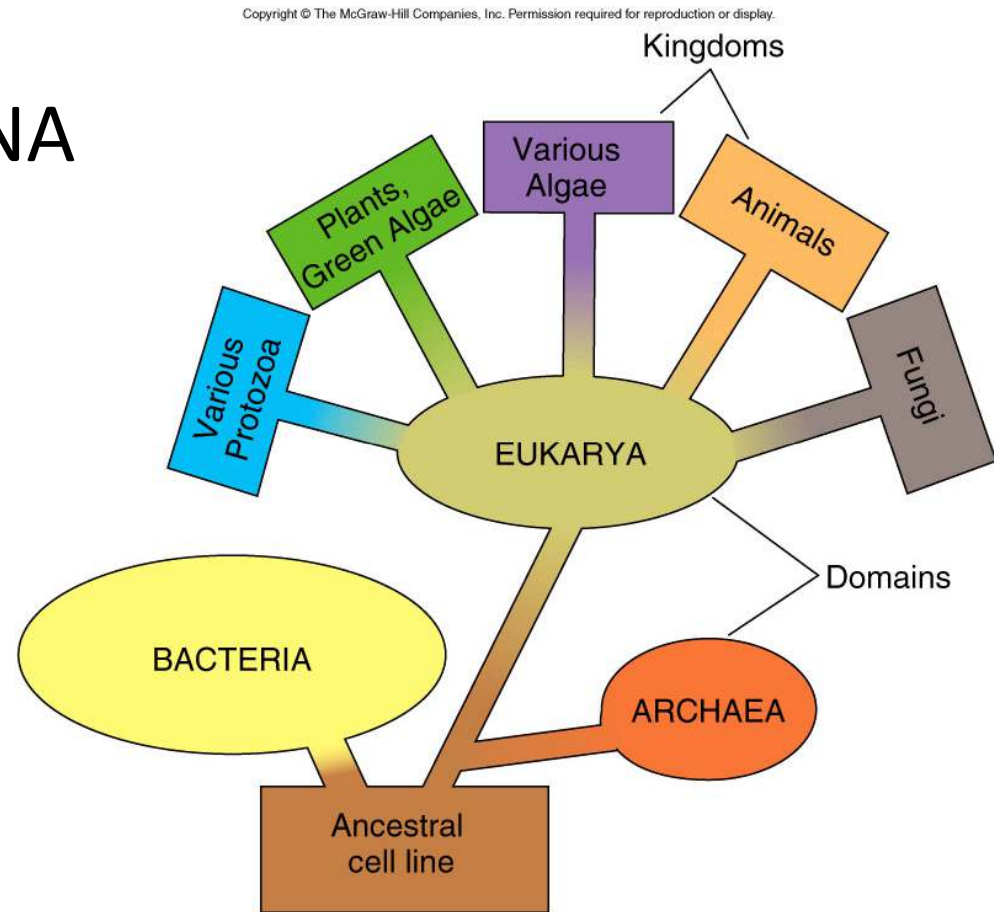 Copyright © The McGraw-Hill Companies, Inc. Permission required for reproduction or display.
Kingdoms
NA
Various
Algae
Plants,
Green Algae
Animals
Various
Protozoa
Fungi
EUKARYA
Domains
BACTERIA
ARCHAEA
Ancestral
cell line